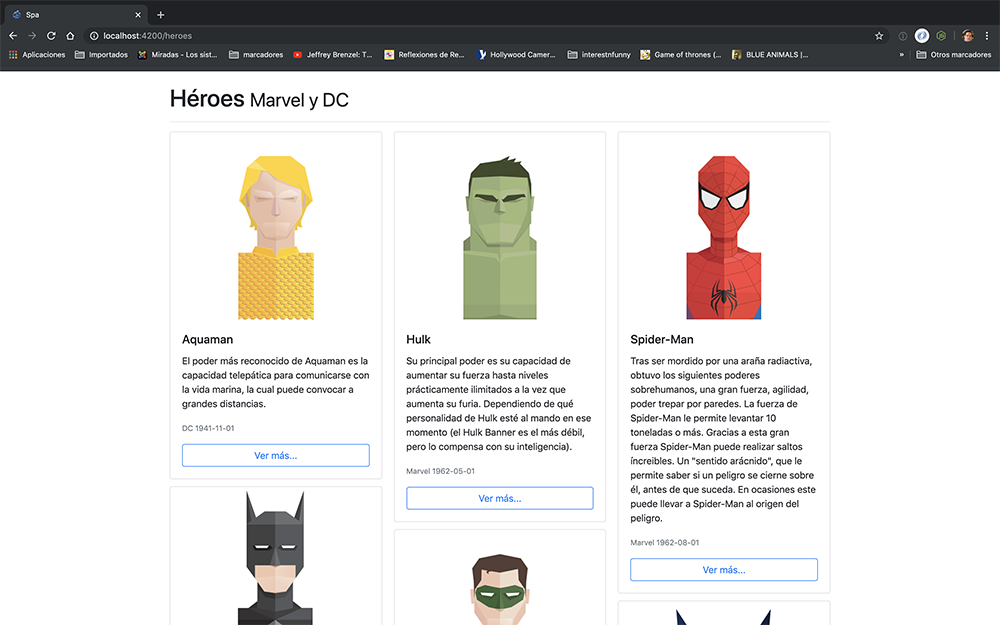 Spa
localhost:4200/heroes
Aplicaciones
Importados
Miradas - Los sist...
marcadores
Jeffrey Brenzel: T...
Reflexiones de Re...
Hollywood Camer...
interestnfunny
Game of thrones (...
BLUE ANIMALS |...
»
Otros marcadores
Héroes Marvel y DC
Aquaman
El poder más reconocido de Aquaman es la
capacidad telepática para comunicarse con
la vida marina, la cual puede convocar a
grandes distancias.
DC 1941-11-01
Ver más...
Hulk
Su principal poder es su capacidad de
aumentar su fuerza hasta niveles
prácticamente ilimitados a la vez que
aumenta su furia. Dependiendo de qué
personalidad de Hulk esté al mando en ese
momento (el Hulk Banner es el más débil,
pero lo compensa con su inteligencia).
Marvel 1962-05-01
Ver más...
Spider-Man
Tras ser mordido por una araña radiactiva,
obtuvo los siguientes poderes
sobrehumanos, una gran fuerza, agilidad,
poder trepar por paredes. La fuerza de
Spider-Man le permite levantar 10
toneladas o más. Gracias a esta gran
fuerza Spider-Man puede realizar saltos
íncreibles. Un "sentido arácnido", que le
permite saber si un peligro se cierne sobre
él, antes de que suceda. En ocasiones este
puede llevar a Spider-Man al origen del
peligro.
Marvel 1962-08-01
Ver más...